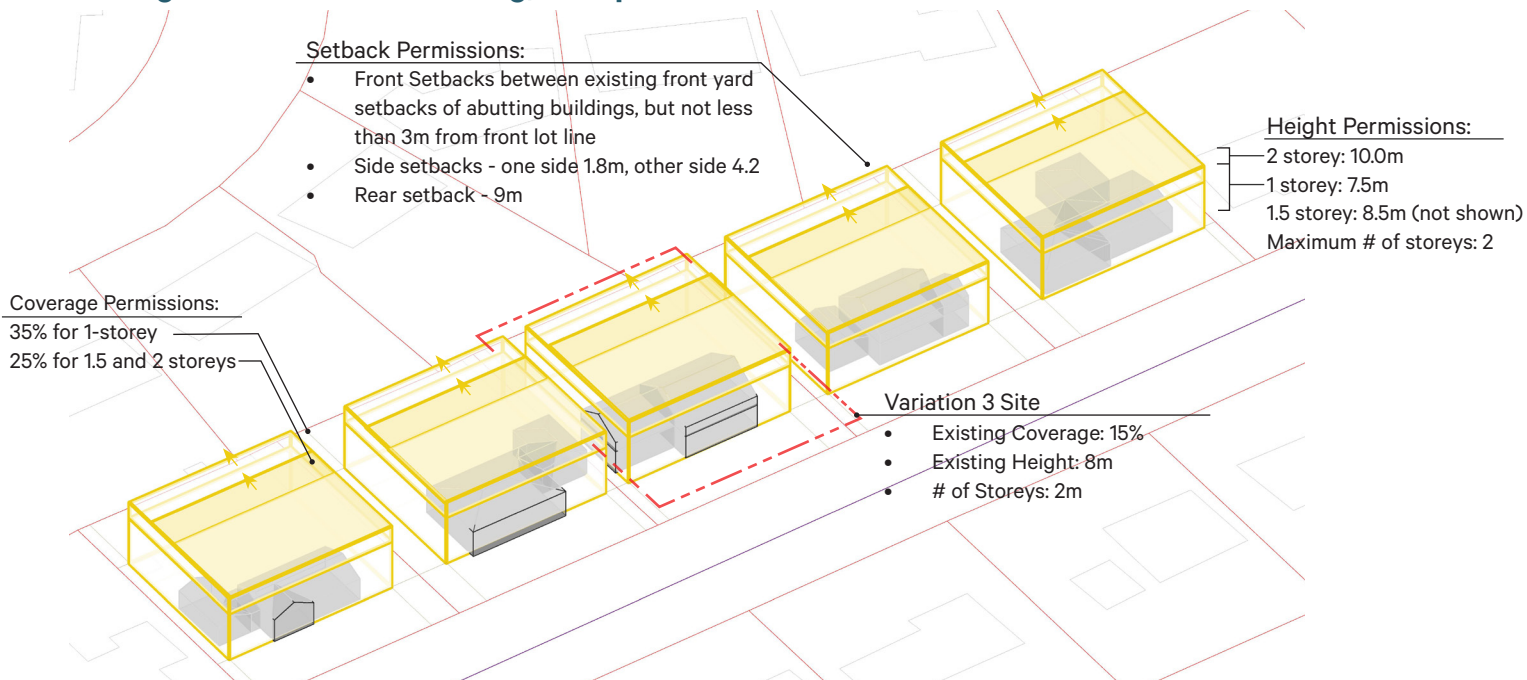 Setback Permissions:
• Front Setbacks between existing front yard
setbacks of abutting buildings, but not less
than 3m from front lot line
• Side setbacks - one side 1.8m, other side 4.2
• Rear setback - 9m
Height Permissions:
2 storey: 10.0m
1 storey: 7.5m
1.5 storey: 8.5m (not shown)
Maximum # of storeys: 2
Coverage Permissions:
35% for 1-storey
25% for 1.5 and 2 storeys
Variation 3 Site
• Existing Coverage: 15%
• Existing Height: 8m
• # of Storeys: 2m